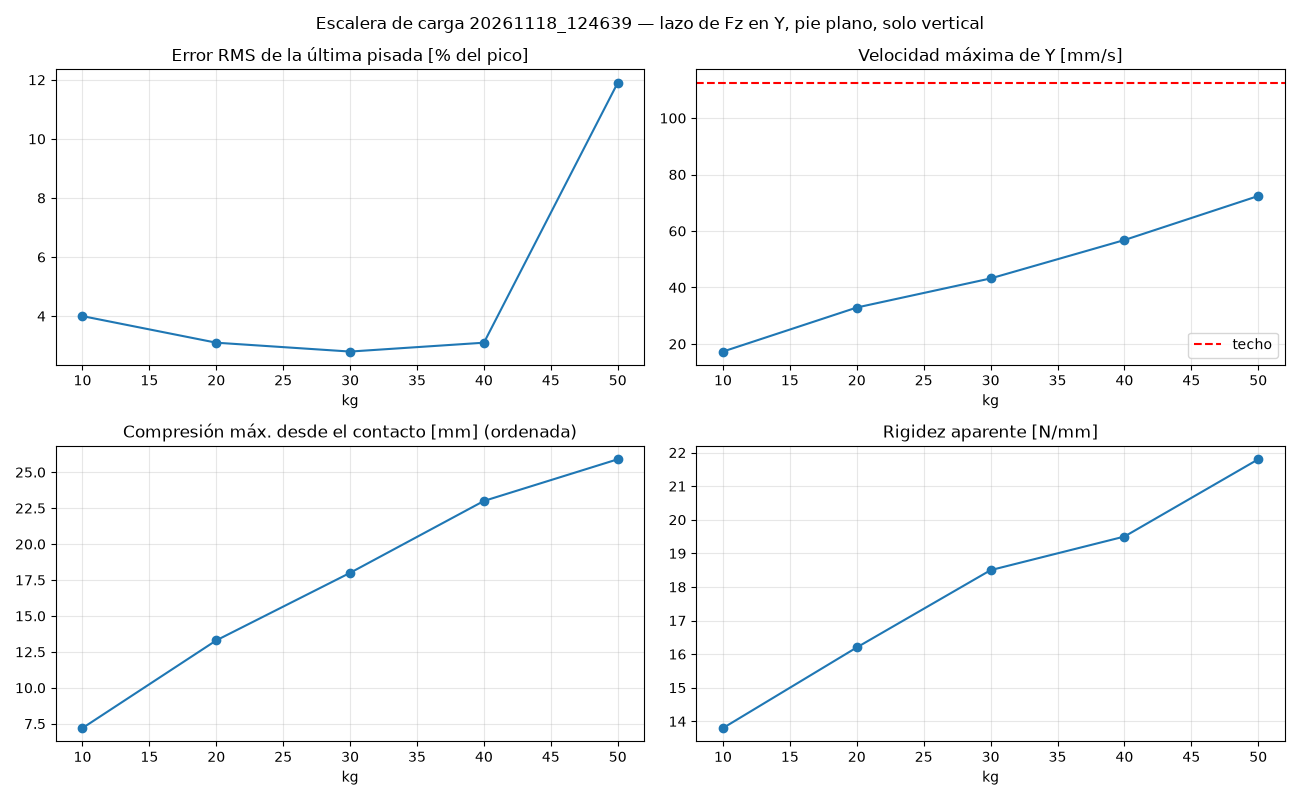 Escalera de carga 20261118_124639 — lazo de Fz en Y, pie plano, solo vertical
Error RMS de la última pisada [% del pico]
12
10
8
6
4
10 15 20 25 30 35 40 45 50
kg
Velocidad máxima de Y [mm/s]
100
80
60
40
20
techo
10 15 20 25 30 35 40 45 50
kg
Compresión máx. desde el contacto [mm] (ordenada)
25.0
22.5
20.0
17.5
15.0
12.5
10.0
7.5
10 15 20 25 30 35 40 45 50
kg
Rigidez aparente [N/mm]
22
21
20
19
18
17
16
15
14
10 15 20 25 30 35 40 45 50
kg